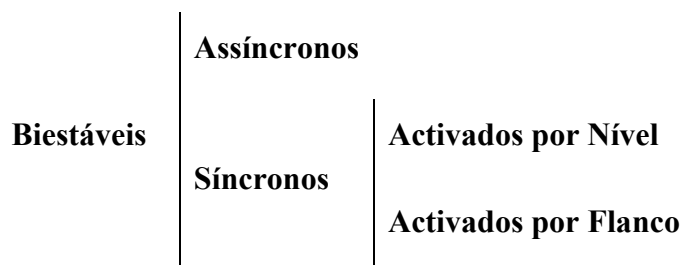 Assíncronos
Biestáveis
Activados por Nível
Síncronos
Activados por Flanco